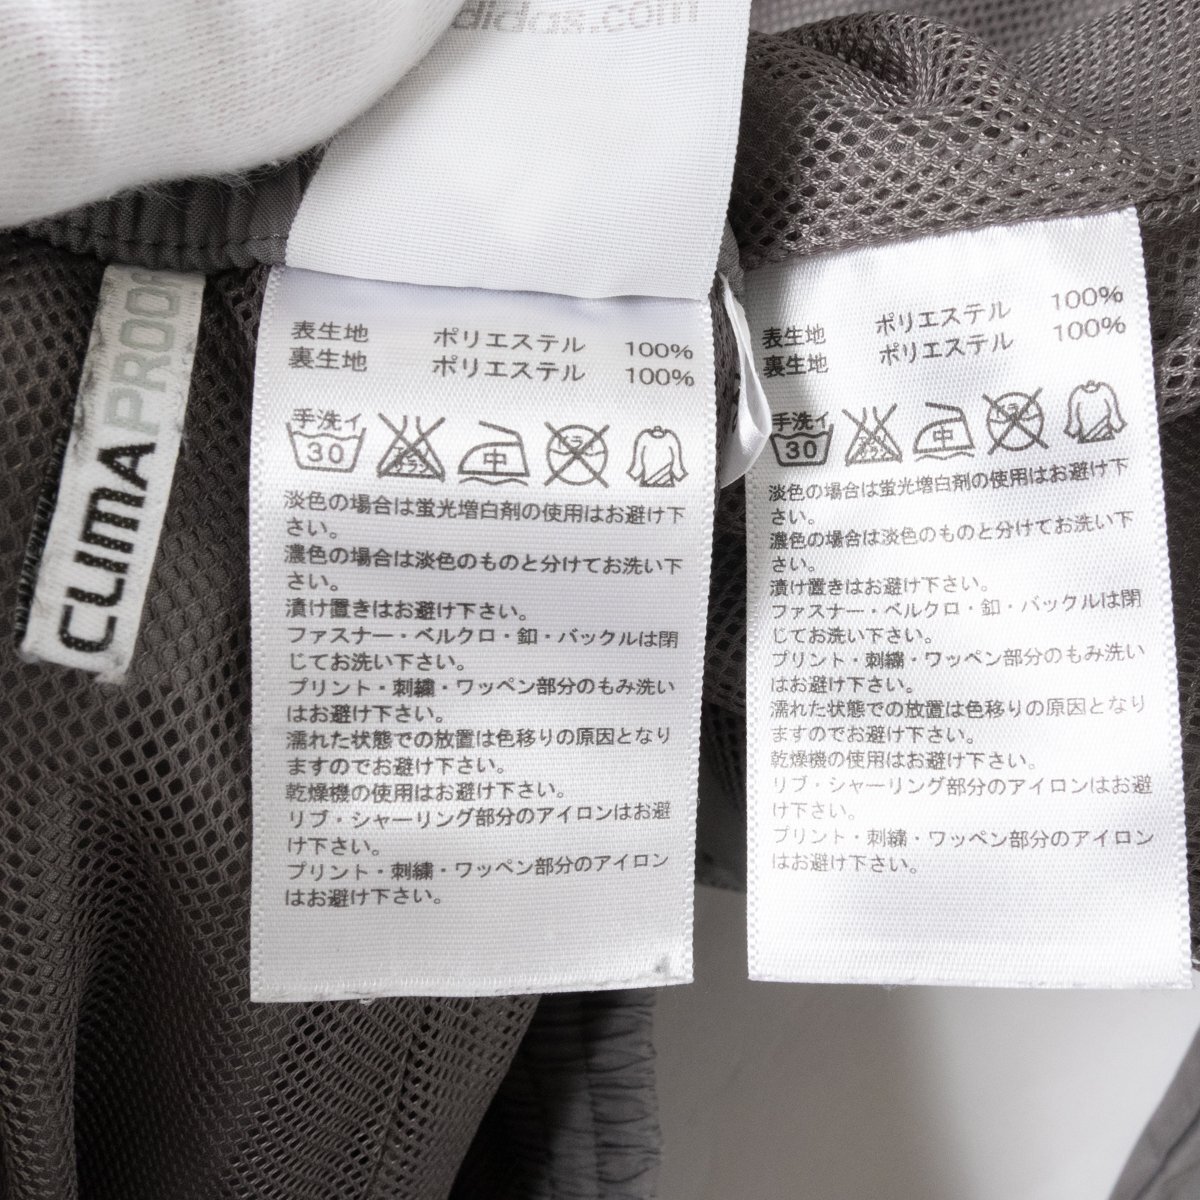 adidas.com
CLIMAPROOF
表生地 ポリエステル 100%
裏生地 ポリエステル 100%
手洗イ
30
中
淡色の場合は蛍光増白剤の使用はお避け下
さい。
濃色の場合は淡色のものと分けてお洗い下
さい。
漬け置きはお避け下さい。
ファスナー・ベルクロ・釦・バックルは閉
じてお洗い下さい。
プリント・刺繍・ワッペン部分のもみ洗い
はお避け下さい。
濡れた状態での放置は色移りの原因となり
ますのでお避け下さい。
乾燥機の使用はお避け下さい。
リブ・シャーリング部分のアイロンはお避
け下さい。
プリント・刺繍・ワッペン部分のアイロン
はお避け下さい。
表生地 ポリエステル 100%
裏生地 ポリエステル 100%
手洗イ
30
中
淡色の場合は蛍光増白剤の使用はお避け下
さい。
濃色の場合は淡色のものと分けてお洗い下
さい。
漬け置きはお避け下さい。
ファスナー・ベルクロ・釦・バックルは閉
じてお洗い下さい。
プリント・刺繍・ワッペン部分のもみ洗い
はお避け下さい。
濡れた状態での放置は色移りの原因となり
ますのでお避け下さい。
乾燥機の使用はお避け下さい。
リブ・シャーリング部分のアイロンはお避
け下さい。
プリント・刺繍・ワッペン部分のアイロン
はお避け下さい。